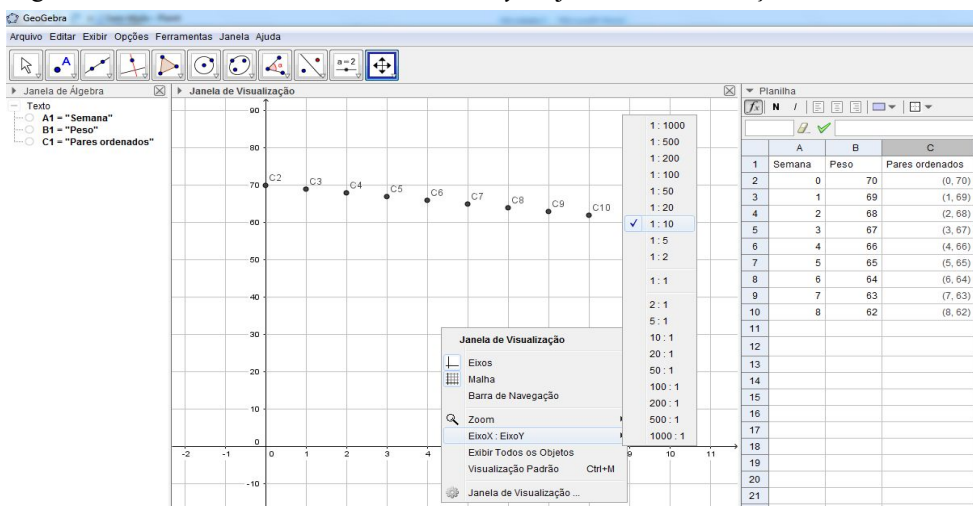 GeoGebra
Arquivo Editar Exibir Opções Ferramentas Janela Ajuda
A
a=2
Janela de Álgebra
Texto
A1 = "Semana"
B1 = "Peso"
C1 = "Pares ordenados"
Janela de Visualização
90
80
70
60
50
40
30
20
10
0
-10
-2 -1 0 1 2 3 4 9 10 11
C2 C3 C4 C5 C6 C7 C8 C9 C10
Janela de Visualização
Eixos
Malha
Barra de Navegação
Zoom
EixoX : EixoY
Exibir Todos os Objetos
Visualização Padrão Ctrl+M
Janela de Visualização ...
1 : 1000
1 : 500
1 : 200
1 : 100
1 : 50
1 : 20
1 : 10
1 : 5
1 : 2
1 : 1
2 : 1
5 : 1
10 : 1
20 : 1
50 : 1
100 : 1
200 : 1
500 : 1
1000 : 1
Planilha
fx N I
A B C
1 Semana Peso Pares ordenados
2 0 70 (0, 70)
3 1 69 (1, 69)
4 2 68 (2, 68)
5 3 67 (3, 67)
6 4 66 (4, 66)
7 5 65 (5, 65)
8 6 64 (6, 64)
9 7 63 (7, 63)
10 8 62 (8, 62)
11
12
13
14
15
16
17
18
19
20
21